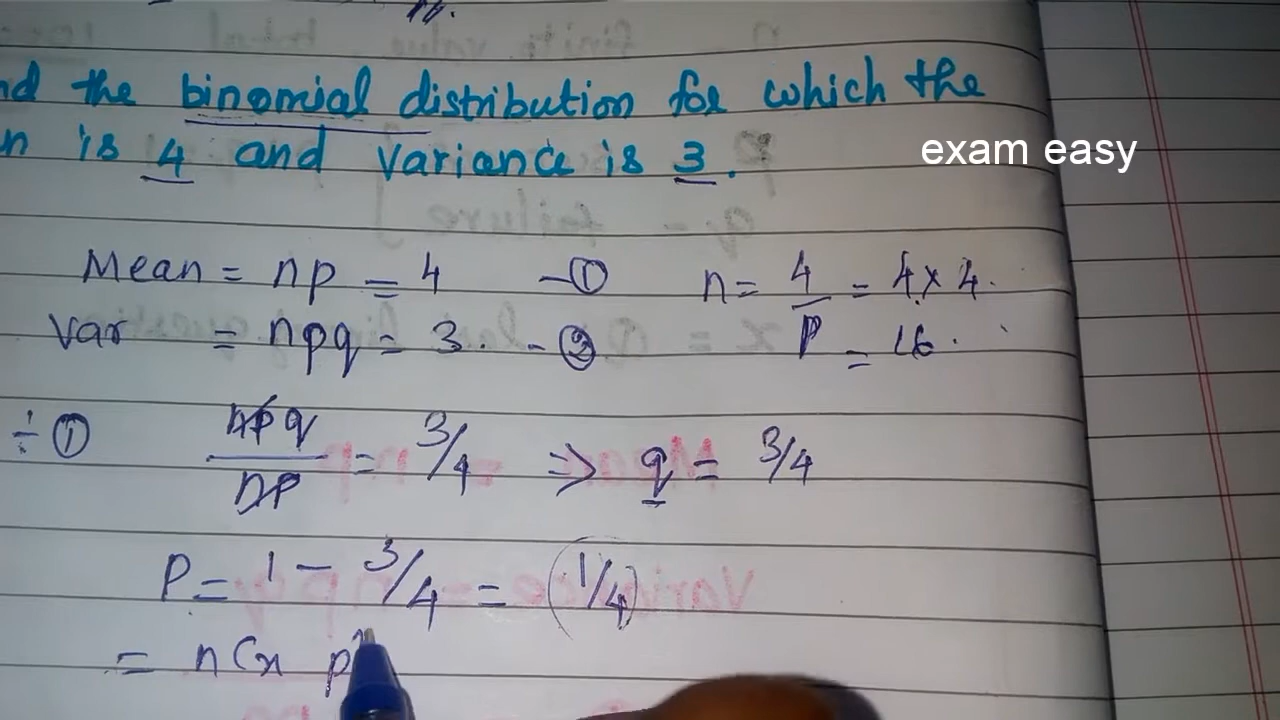 nd the binomial distribution for which the
n is 4 and variance is 3.
exam easy
Mean = np = 4 - ①
n = 4/p = 4 × 4.
Var = npq = 3. - ②
= 16.
÷ ① npq/np = 3/4 ⇒ q = 3/4
P = 1 - 3/4 = (1/4)
= nCx p